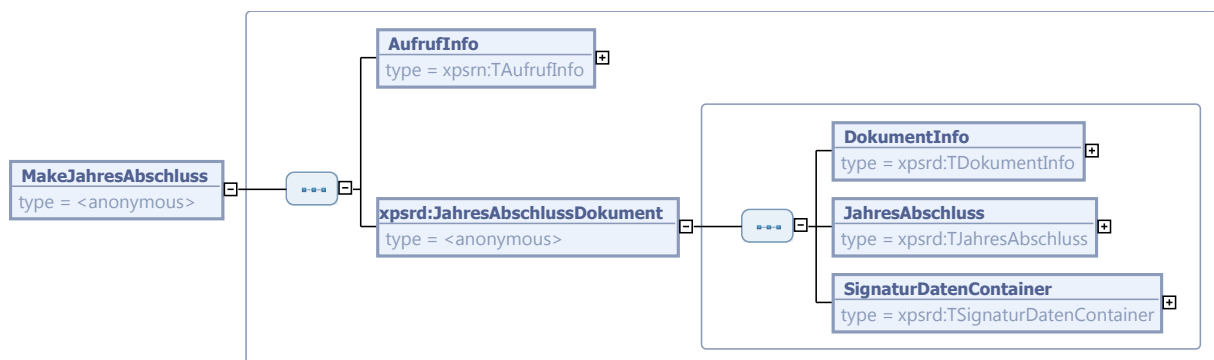 AufrufInfo
type = xpsrn:TAufrufInfo
MakeJahresAbschluss
type = <anonymous>
xpsrd:JahresAbschlussDokument
type = <anonymous>
DokumentInfo
type = xpsrd:TDokumentInfo
JahresAbschluss
type = xpsrd:TJahresAbschluss
SignaturDatenContainer
type = xpsrd:TSignaturDatenContainer